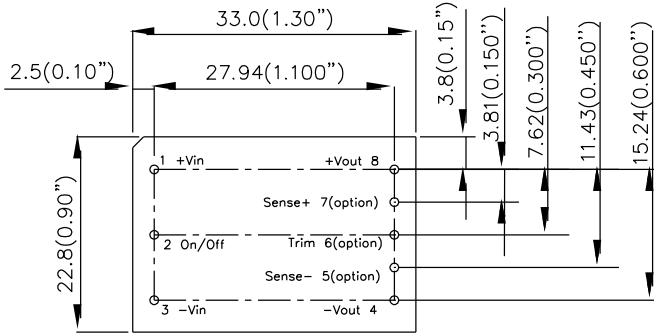 33.0(1.30”)
2.5(0.10”)
27.94(1.100”)
3.8(0.15”)
3.81(0.150”)
7.62(0.300”)
11.43(0.450”)
15.24(0.600”)
22.8(0.90”)
1 +Vin
+Vout 8
Sense+ 7(option)
2 On/Off
Trim 6(option)
Sense- 5(option)
3 -Vin
-Vout 4